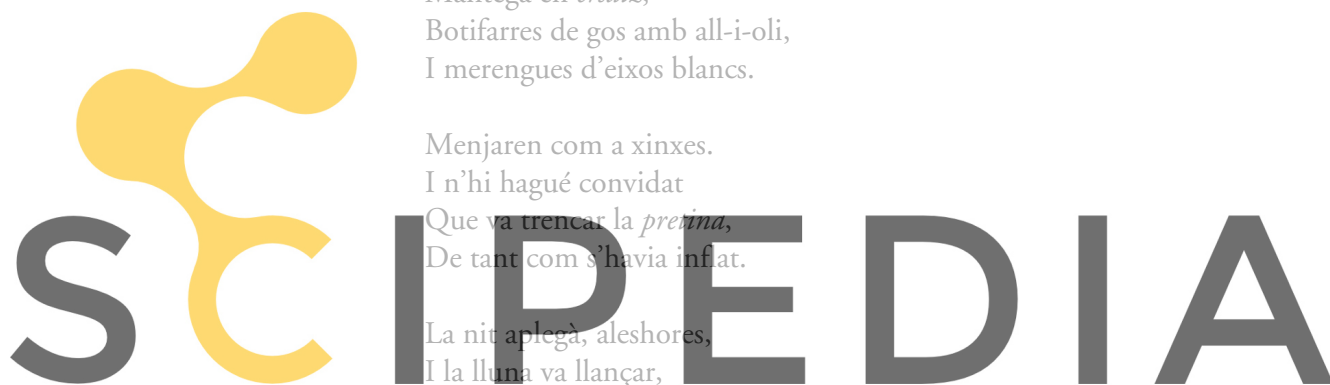 Botifarres de gos amb all-i-oli,
I merengues d’eixos blancs.
Menjaren com a xinxes.
I n’hi hagué convidat
Que va trencar la pretina,
De tant com s’havia inflat.
SCIPEDIA
La nit aplegà, aleshores,
I la lluna va llançar,